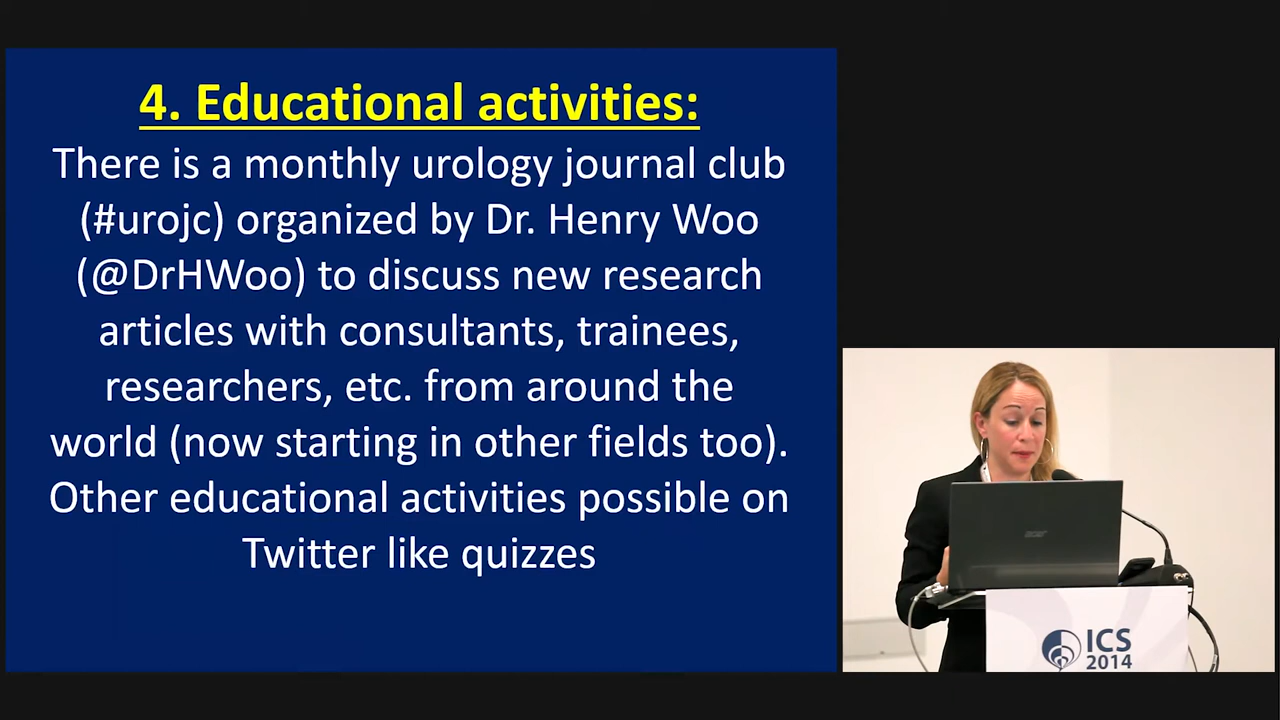 4. Educational activities:
There is a monthly urology journal club
(#urojc) organized by Dr. Henry Woo
(@DrHWoo) to discuss new research
articles with consultants, trainees,
researchers, etc. from around the
world (now starting in other fields too).
Other educational activities possible on
Twitter like quizzes
acer
ICS
2014